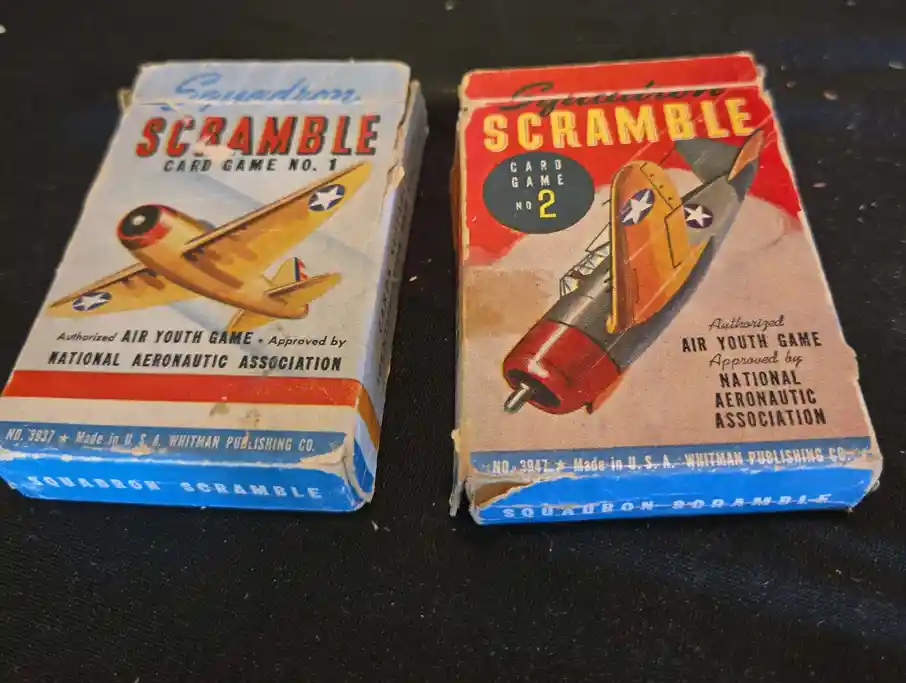 Squadron
SCRAMBLE
CARD GAME NO. 1
Authorized AIR YOUTH GAME • Approved by
NATIONAL AERONAUTIC ASSOCIATION
NO. 3937 ★ Made in U. S. A. WHITMAN PUBLISHING CO.
SQUADRON SCRAMBLE
Squadron
SCRAMBLE
CARD
GAME
NO 2
Authorized
AIR YOUTH GAME
Approved by
NATIONAL
AERONAUTIC
ASSOCIATION
NO. 3947 ★ Made in U. S. A. WHITMAN PUBLISHING CO.
SQUADRON SCRAMBLE